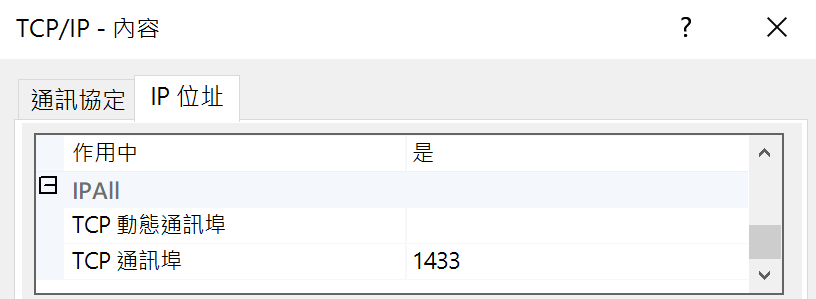 TCP/IP - 內容
? ×
通訊協定 IP 位址
作用中 是
IPAll
TCP 動態通訊埠
TCP 通訊埠 1433